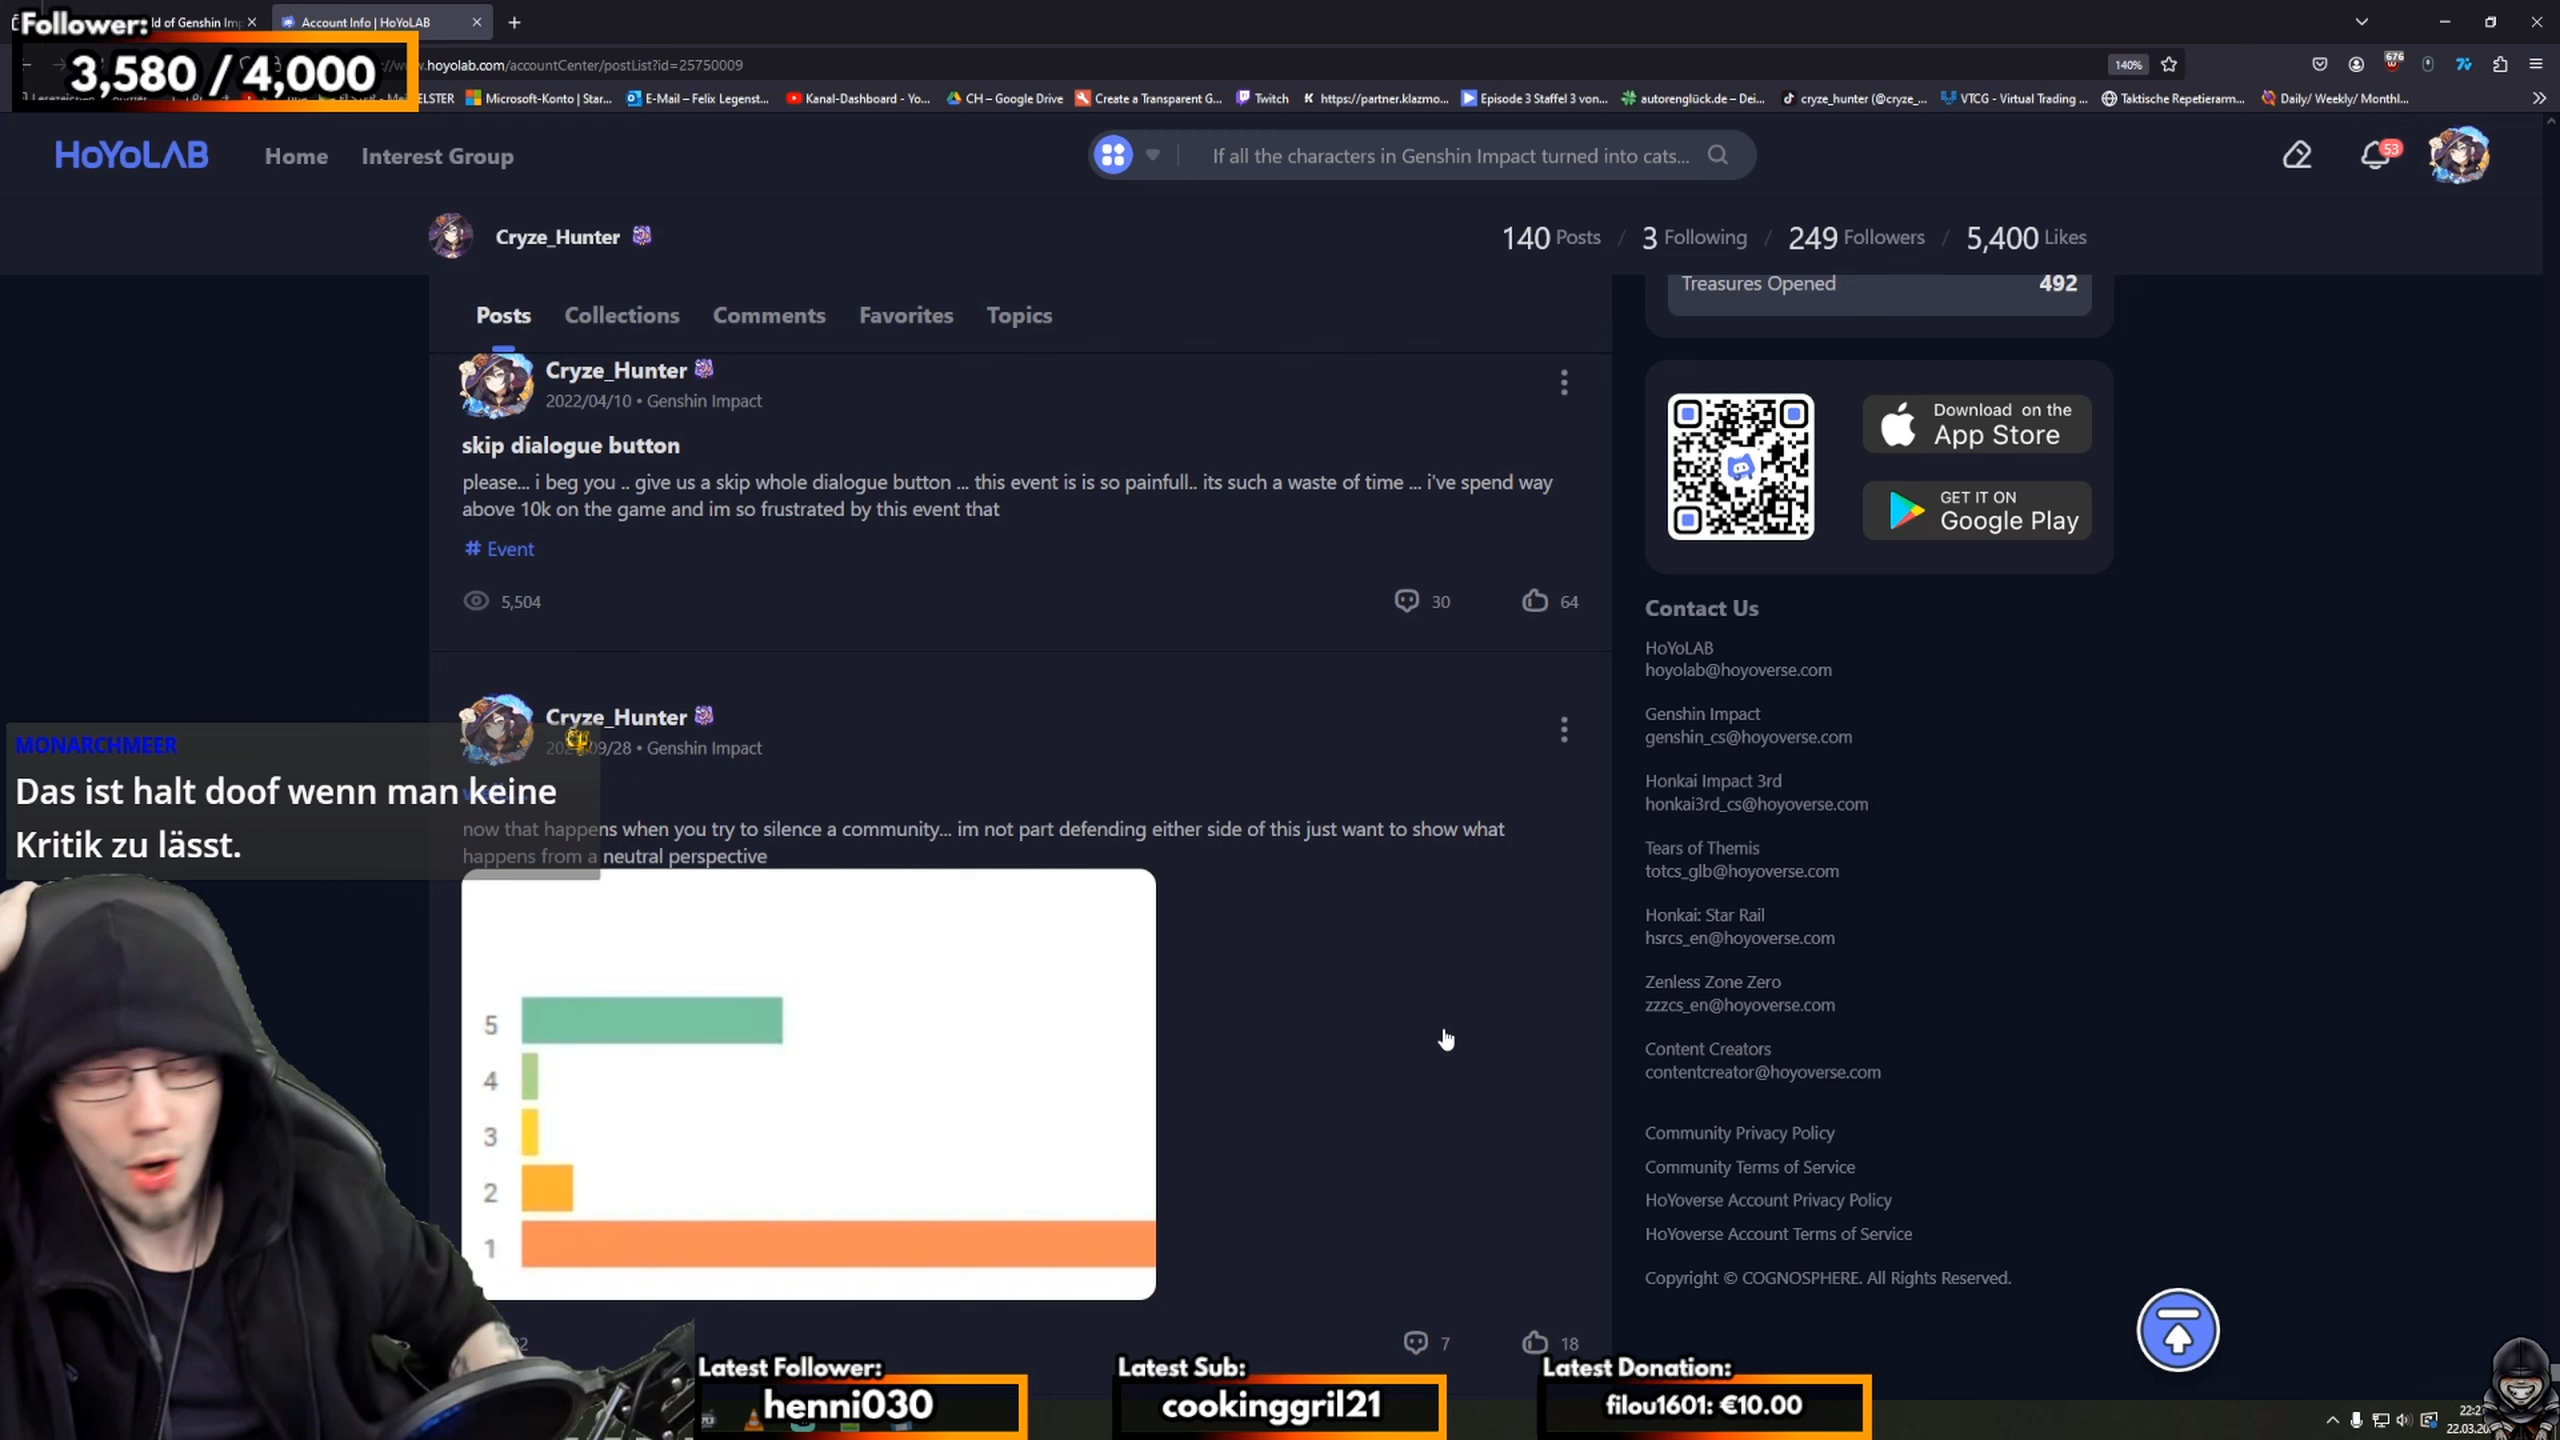 Follower:
3,580 / 4,000
ld of Genshin Im
Account Info | HoYoLAB
hoyolab.com/accountCenter/postList?id=25750009
140%
676
ELSTER
Microsoft-Konto | Star...
E-Mail – Felix Legenst...
Kanal-Dashboard - Yo...
CH – Google Drive
Create a Transparent G...
Twitch
https://partner.klazmo...
Episode 3 Staffel 3 von...
autorenglück.de – Dei...
cryze_hunter (@cryze_...
VTCG - Virtual Trading ...
Taktische Repetierarm...
Daily/ Weekly/ Monthl...
HoYoLAB
Home
Interest Group
If all the characters in Genshin Impact turned into cats...
53
Cryze_Hunter
140 Posts / 3 Following / 249 Followers / 5,400 Likes
Treasures Opened 492
Posts
Collections
Comments
Favorites
Topics
Cryze_Hunter
2022/04/10 • Genshin Impact
skip dialogue button
please... i beg you .. give us a skip whole dialogue button ... this event is is so painfull.. its such a waste of time ... i've spend way
above 10k on the game and im so frustrated by this event that
# Event
5,504
30
64
Download on the
App Store
GET IT ON
Google Play
Contact Us
HoYoLAB
hoyolab@hoyoverse.com
Genshin Impact
genshin_cs@hoyoverse.com
Honkai Impact 3rd
honkai3rd_cs@hoyoverse.com
Tears of Themis
totcs_glb@hoyoverse.com
Honkai: Star Rail
hsrcs_en@hoyoverse.com
Zenless Zone Zero
zzzcs_en@hoyoverse.com
Content Creators
contentcreator@hoyoverse.com
Community Privacy Policy
Community Terms of Service
HoYoverse Account Privacy Policy
HoYoverse Account Terms of Service
Copyright © COGNOSPHERE. All Rights Reserved.
Cryze_Hunter
09/28 • Genshin Impact
MONARCHMEER
Das ist halt doof wenn man keine
Kritik zu lässt.
now that happens when you try to silence a community... im not part defending either side of this just want to show what
happens from a neutral perspective
5
4
3
2
1
7
18
Latest Follower:
henni030
Latest Sub:
cookinggril21
Latest Donation:
filou1601: €10.00